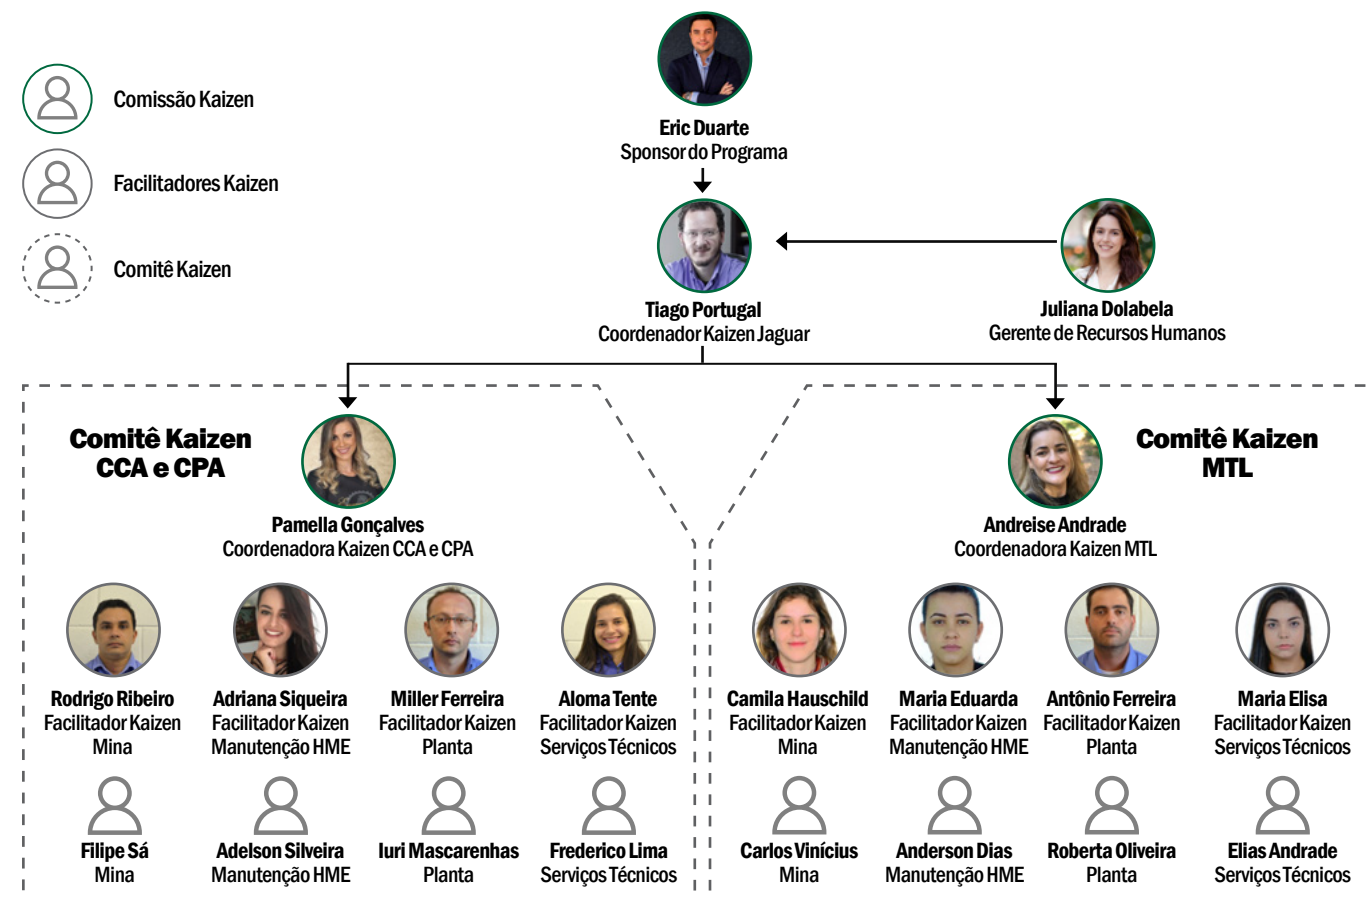 Comissão Kaizen
Facilitadores Kaizen
Comitê Kaizen
Eric Duarte
Sponsor do Programa
Tiago Portugal
Coordenador Kaizen Jaguar
Juliana Dolabela
Gerente de Recursos Humanos
Comitê Kaizen
CCA e CPA
Pamella Gonçalves
Coordenadora Kaizen CCA e CPA
Comitê Kaizen
MTL
Andreise Andrade
Coordenadora Kaizen MTL
Rodrigo Ribeiro
Facilitador Kaizen
Mina
Adriana Siqueira
Facilitador Kaizen
Manutenção HME
Miller Ferreira
Facilitador Kaizen
Planta
Aloma Tente
Facilitador Kaizen
Serviços Técnicos
Camila Hauschild
Facilitador Kaizen
Mina
Maria Eduarda
Facilitador Kaizen
Manutenção HME
Antônio Ferreira
Facilitador Kaizen
Planta
Maria Elisa
Facilitador Kaizen
Serviços Técnicos
Filipe Sá
Mina
Adelson Silveira
Manutenção HME
Iuri Mascarenhas
Planta
Frederico Lima
Serviços Técnicos
Carlos Vinícius
Mina
Anderson Dias
Manutenção HME
Roberta Oliveira
Planta
Elias Andrade
Serviços Técnicos